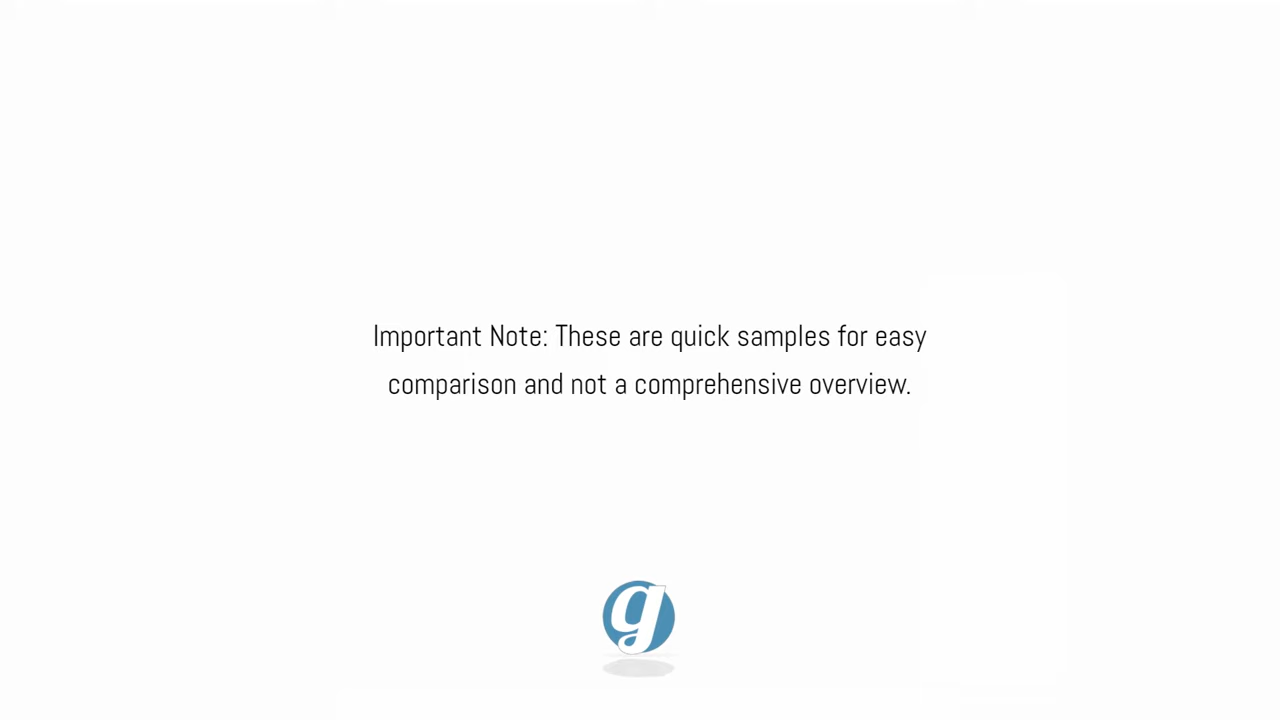 Important Note: These are quick samples for easy
comparison and not a comprehensive overview.
g